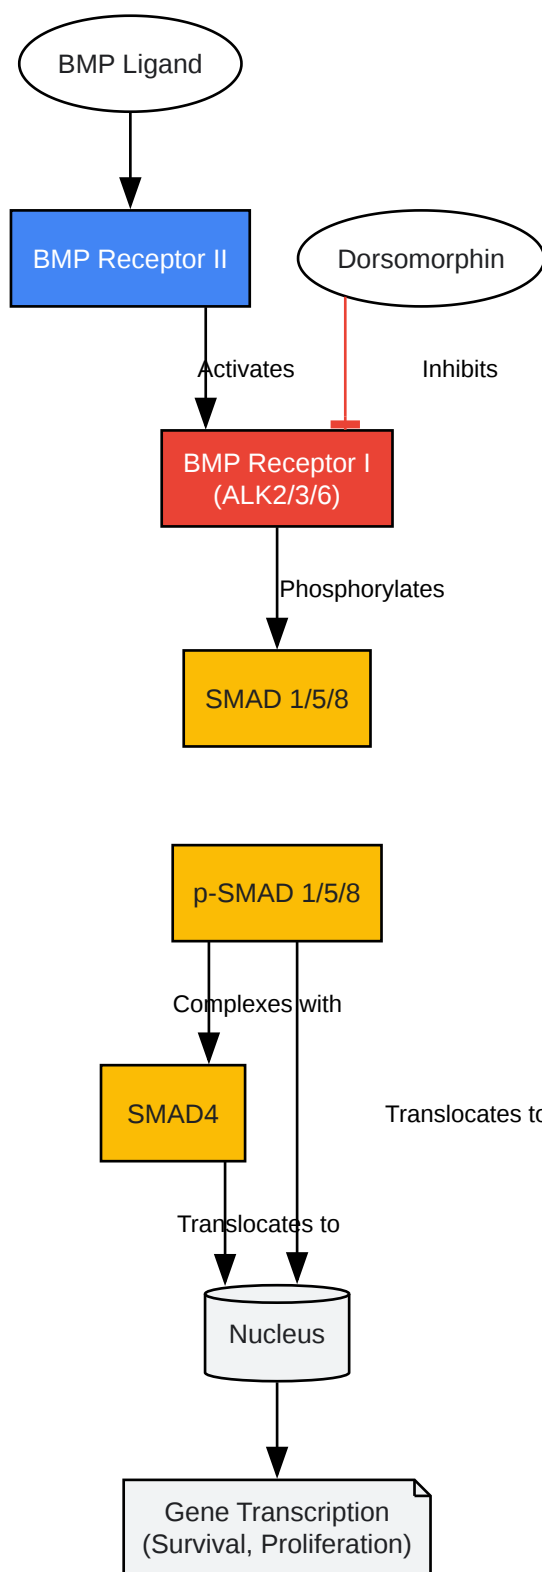 BMP Ligand
BMP Receptor II
Dorsomorphin
Activates
Inhibits
BMP Receptor I
(ALK2/3/6)
Phosphorylates
SMAD 1/5/8
p-SMAD 1/5/8
Complexes with
SMAD4
Translocates to
Translocates to
Nucleus
Gene Transcription
(Survival, Proliferation)